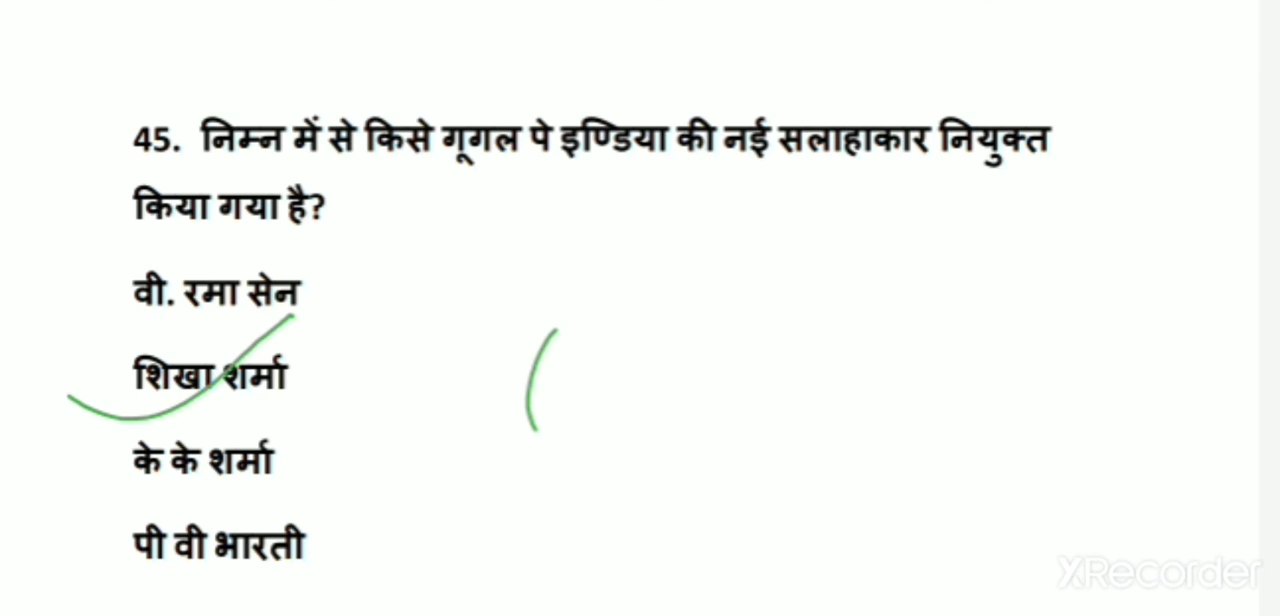 45. निम्न में से किसे गूगल पे इण्डिया की नई सलाहाकार नियुक्त
किया गया है?
वी. रमा सेन
शिखा शर्मा
के के शर्मा
पी वी भारती
XRecorder